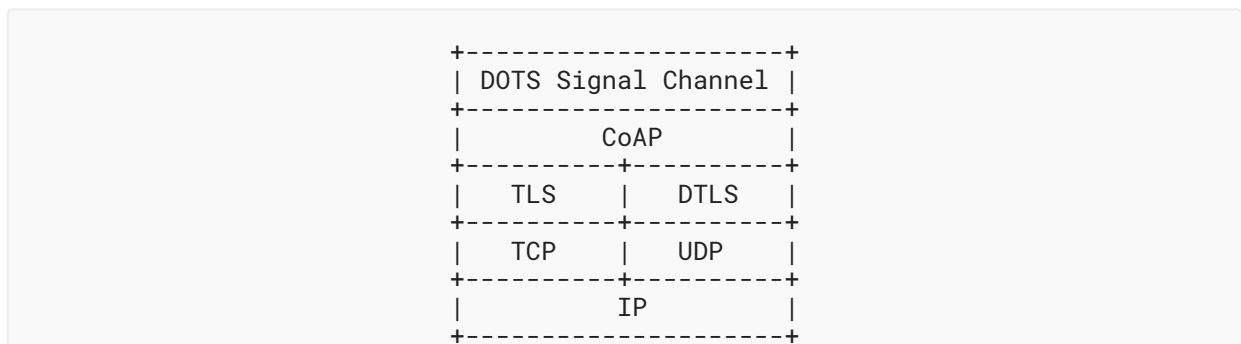 +---------------------+
| DOTS Signal Channel |
+---------------------+
|         CoAP        |
+----------+----------+
|   TLS    |   DTLS   |
+----------+----------+
|   TCP    |   UDP    |
+----------+----------+
|          IP         |
+---------------------+